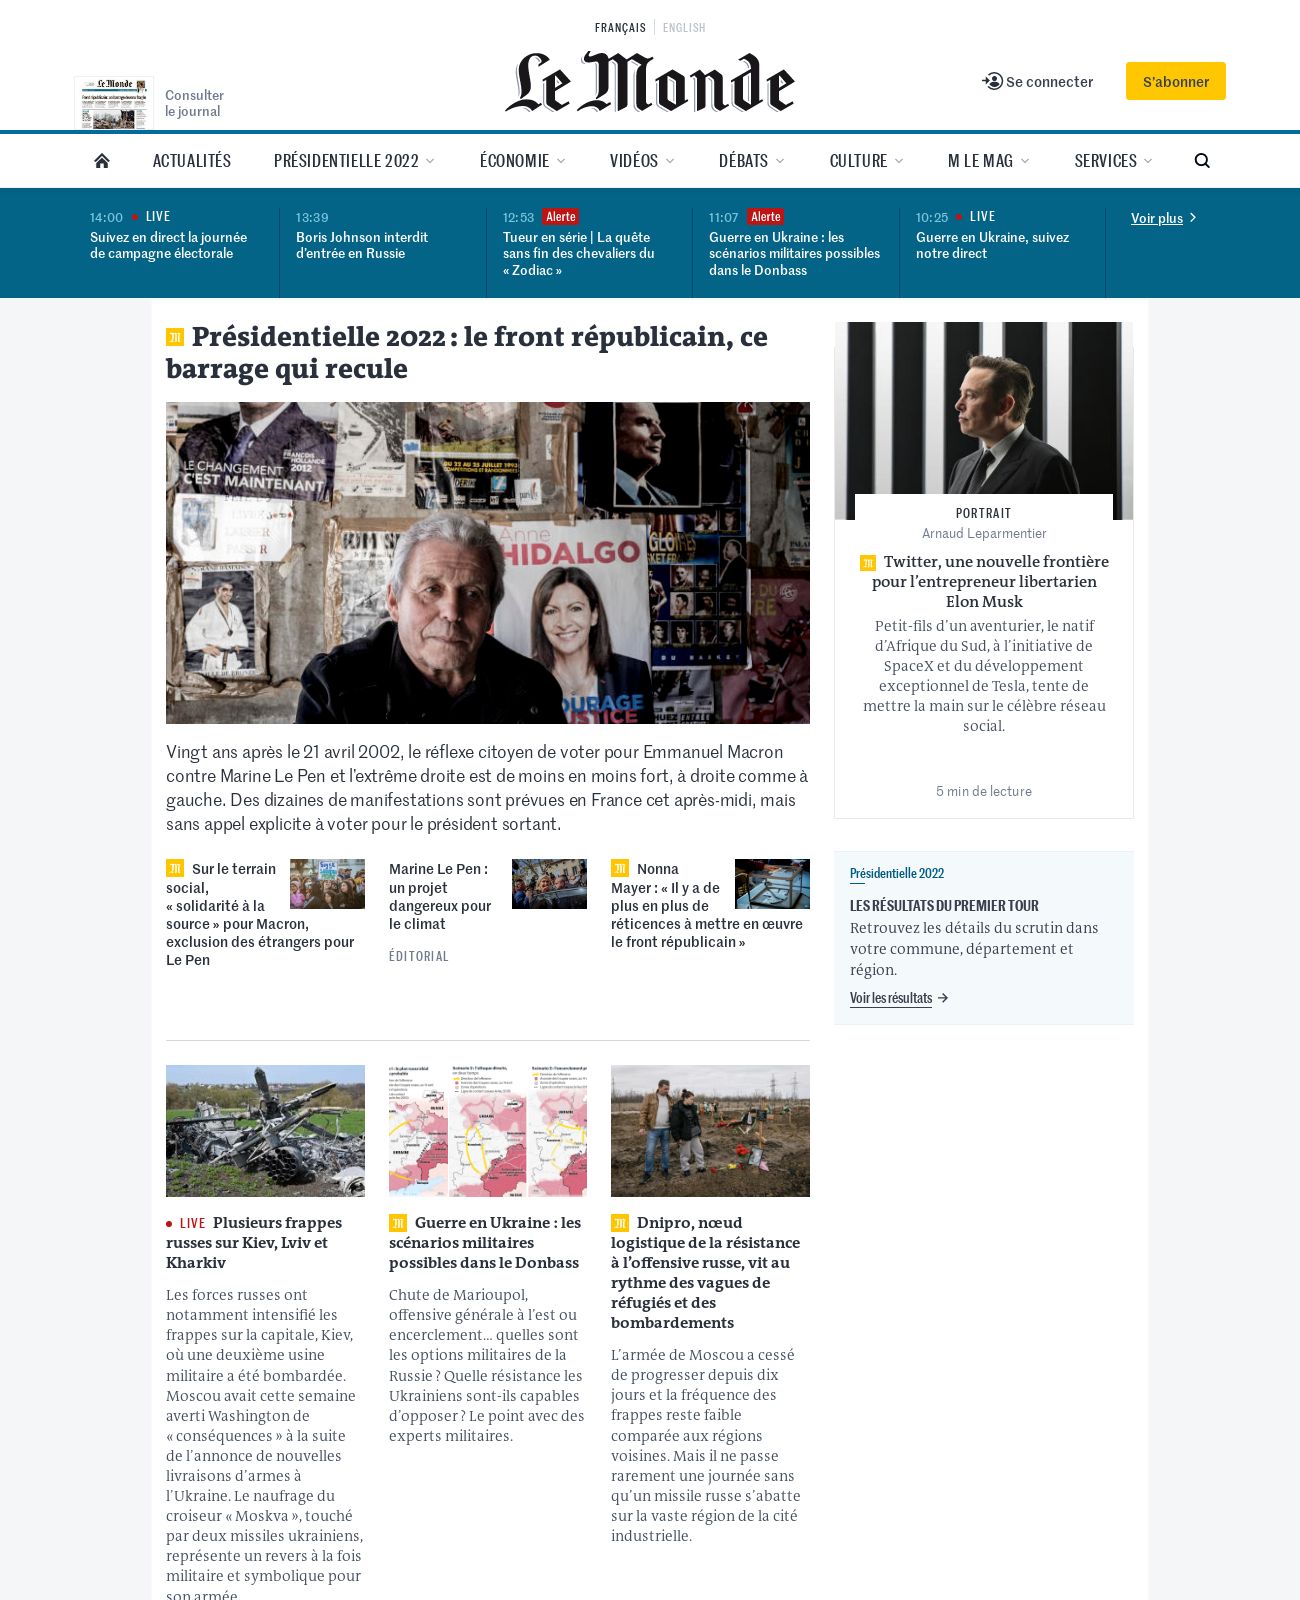 FRANÇAIS
ENGLISH
Le Monde
Consulter
le journal
Se connecter
S'abonner
ACTUALITÉS
PRÉSIDENTIELLE 2022
ÉCONOMIE
VIDÉOS
DÉBATS
CULTURE
M LE MAG
SERVICES
14:00 LIVE
Suivez en direct la journée
de campagne électorale
13:39
Boris Johnson interdit
d'entrée en Russie
12:53 Alerte
Tueur en série | La quête
sans fin des chevaliers du
« Zodiac »
11:07 Alerte
Guerre en Ukraine : les
scénarios militaires possibles
dans le Donbass
10:25 LIVE
Guerre en Ukraine, suivez
notre direct
Voir plus
Présidentielle 2022 : le front républicain, ce
barrage qui recule
FRANÇOIS
HOLLANDE
2012
LE CHANGEMENT
C'EST MAINTENANT
DU 22 AU 25 JUILLET 1993
Anne
HIDALGO
Vingt ans après le 21 avril 2002, le réflexe citoyen de voter pour Emmanuel Macron
contre Marine Le Pen et l'extrême droite est de moins en moins fort, à droite comme à
gauche. Des dizaines de manifestations sont prévues en France cet après-midi, mais
sans appel explicite à voter pour le président sortant.
Sur le terrain
social,
« solidarité à la
source » pour Macron,
exclusion des étrangers pour
Le Pen
Marine Le Pen :
un projet
dangereux pour
le climat
ÉDITORIAL
Nonna
Mayer : « Il y a de
plus en plus de
réticences à mettre en œuvre
le front républicain »
PORTRAIT
Arnaud Leparmentier
Twitter, une nouvelle frontière
pour l'entrepreneur libertarien
Elon Musk
Petit-fils d'un aventurier, le natif
d'Afrique du Sud, à l'initiative de
SpaceX et du développement
exceptionnel de Tesla, tente de
mettre la main sur le célèbre réseau
social.
5 min de lecture
Présidentielle 2022
LES RÉSULTATS DU PREMIER TOUR
Retrouvez les détails du scrutin dans
votre commune, département et
région.
Voir les résultats
LIVE Plusieurs frappes
russes sur Kiev, Lviv et
Kharkiv
Les forces russes ont
notamment intensifié les
frappes sur la capitale, Kiev,
où une deuxième usine
militaire a été bombardée.
Moscou avait cette semaine
averti Washington de
« conséquences » à la suite
de l'annonce de nouvelles
livraisons d'armes à
l'Ukraine. Le naufrage du
croiseur « Moskva », touché
par deux missiles ukrainiens,
représente un revers à la fois
militaire et symbolique pour
son armée
Guerre en Ukraine : les
scénarios militaires
possibles dans le Donbass
Chute de Marioupol,
offensive générale à l'est ou
encerclement… quelles sont
les options militaires de la
Russie ? Quelle résistance les
Ukrainiens sont-ils capables
d'opposer ? Le point avec des
experts militaires.
Dnipro, nœud
logistique de la résistance
à l'offensive russe, vit au
rythme des vagues de
réfugiés et des
bombardements
L'armée de Moscou a cessé
de progresser depuis dix
jours et la fréquence des
frappes reste faible
comparée aux régions
voisines. Mais il ne passe
rarement une journée sans
qu'un missile russe s'abatte
sur la vaste région de la cité
industrielle.